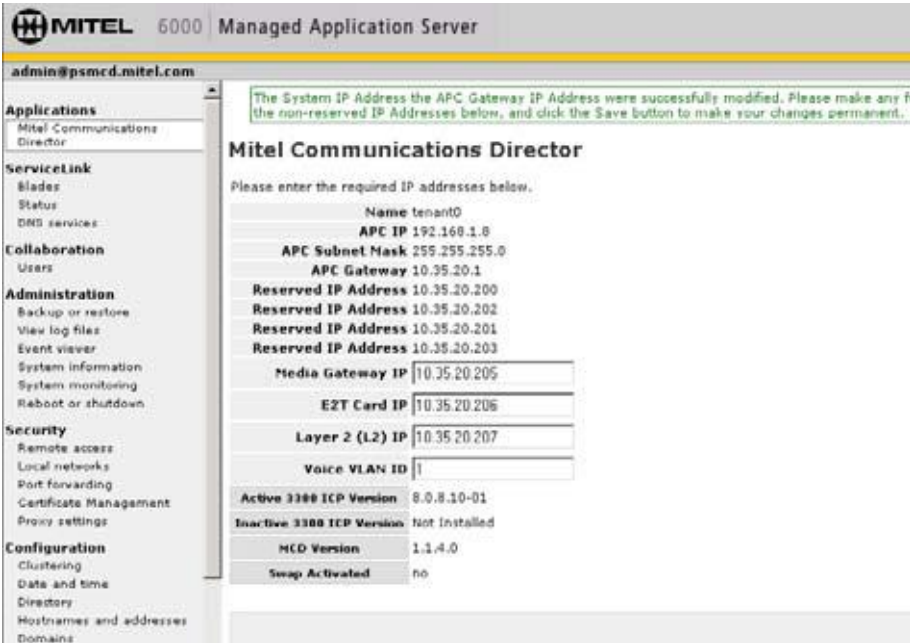 MITEL 6000 Managed Application Server
admin@psmcd.mitel.com
Applications
Mitel Communications
Director
ServiceLink
Blades
Status
DNS services
Collaboration
Users
Administration
Backup or restore
View log files
Event viewer
System information
System monitoring
Reboot or shutdown
Security
Remote access
Local networks
Port forwarding
Certificate Management
Proxy settings
Configuration
Clustering
Date and time
Directory
Hostnames and addresses
Domains
The System IP Address the APC Gateway IP Address were successfully modified. Please make any f
the non-reserved IP Addresses below, and click the Save button to make your changes permanent.
Mitel Communications Director
Please enter the required IP addresses below.
Name tenant0
APC IP 192.168.1.8
APC Subnet Mask 255.255.255.0
APC Gateway 10.35.20.1
Reserved IP Address 10.35.20.200
Reserved IP Address 10.35.20.202
Reserved IP Address 10.35.20.201
Reserved IP Address 10.35.20.203
Media Gateway IP 10.35.20.205
E2T Card IP 10.35.20.206
Layer 2 (L2) IP 10.35.20.207
Voice VLAN ID 1
Active 3300 ICP Version 8.0.8.10-01
Inactive 3300 ICP Version Not Installed
MCD Version 1.1.4.0
Swap Activated no